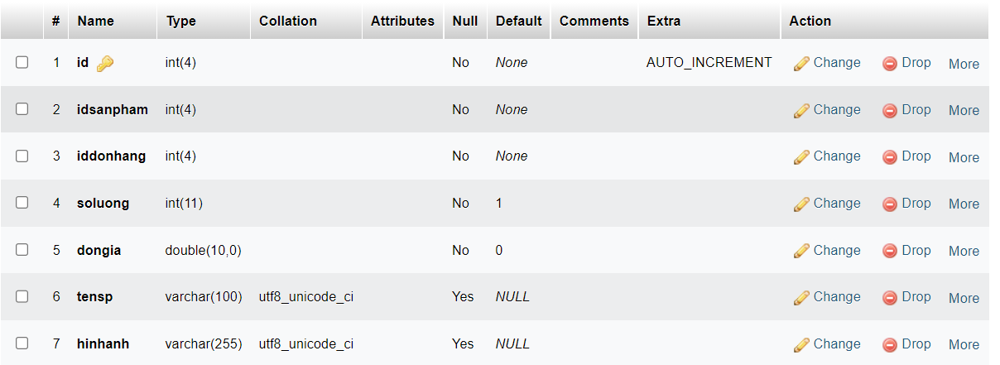 # Name Type Collation Attributes Null Default Comments Extra Action
1 id int(4) No None AUTO_INCREMENT Change Drop More
2 idsanpham int(4) No None Change Drop More
3 iddonhang int(4) No None Change Drop More
4 soluong int(11) No 1 Change Drop More
5 dongia double(10,0) No 0 Change Drop More
6 tensp varchar(100) utf8_unicode_ci Yes NULL Change Drop More
7 hinhanh varchar(255) utf8_unicode_ci Yes NULL Change Drop More